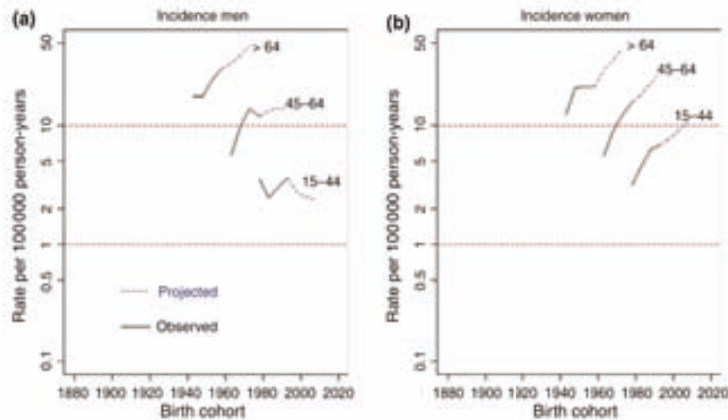 (a)
Incidence men
Rate per 100 000 person-years
50
10
5
2
1
0.5
0.1
> 64
45–64
15–44
Projected
Observed
1880 1900 1920 1940 1960 1980 2000 2020
Birth cohort
(b)
Incidence women
Rate per 100 000 person-years
50
10
5
2
1
0.5
0.1
> 64
45–64
15–44
1880 1900 1920 1940 1960 1980 2000 2020
Birth cohort